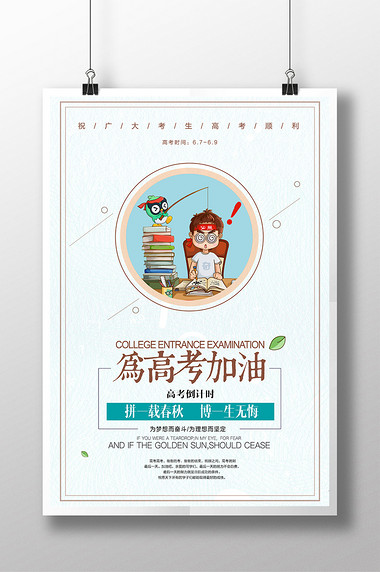 祝/广/大/考/生/高/考/顺/利
高考时间：6.7-6.9
COLLEGE ENTRANCE EXAMINATION
為高考加油
高考倒计时
拼一载春秋 博一生无悔
为梦想而奋斗/为理想而坚定
IF YOU WERE A TEARDROP;IN MY EYE, FOR FEAR
AND IF THE GOLDEN SUN,SHOULD CEASE